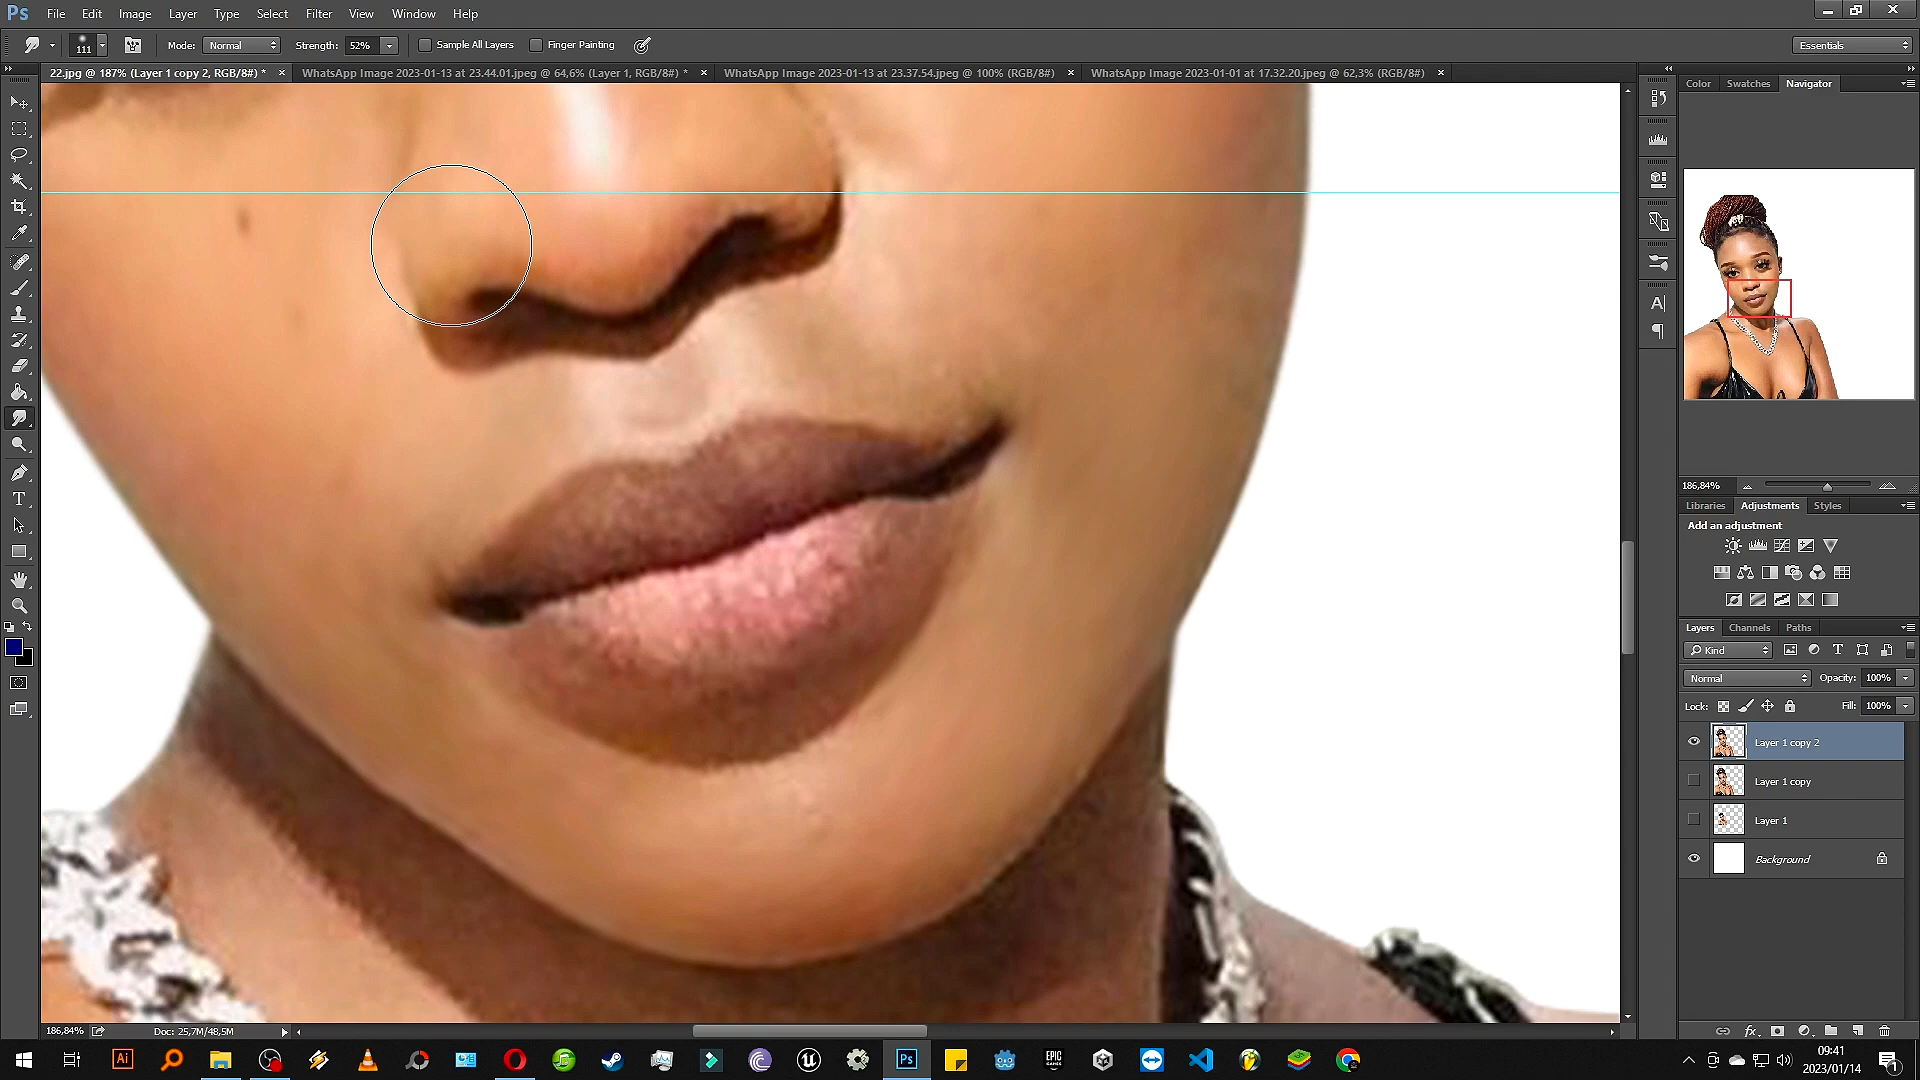 Ps File Edit Image Layer Type Select Filter View Window Help
111 Mode: Normal Strength: 52% Sample All Layers Finger Painting Essentials
22.jpg @ 187% (Layer 1 copy 2, RGB/8#) * WhatsApp Image 2023-01-13 at 23.44.01.jpeg @ 64,6% (Layer 1, RGB/8#) * WhatsApp Image 2023-01-13 at 23.37.54.jpeg @ 100% (RGB/8#) WhatsApp Image 2023-01-01 at 17.32.20.jpeg @ 62,3% (RGB/8#)
Color Swatches Navigator
186,84%
Libraries Adjustments Styles
Add an adjustment
Layers Channels Paths
Kind
Normal Opacity: 100%
Lock: Fill: 100%
Layer 1 copy 2
Layer 1 copy
Layer 1
Background
186,84% Doc: 25,7M/48,5M
Ai Ps EPIC GAMES
09:41
2023/01/14
1